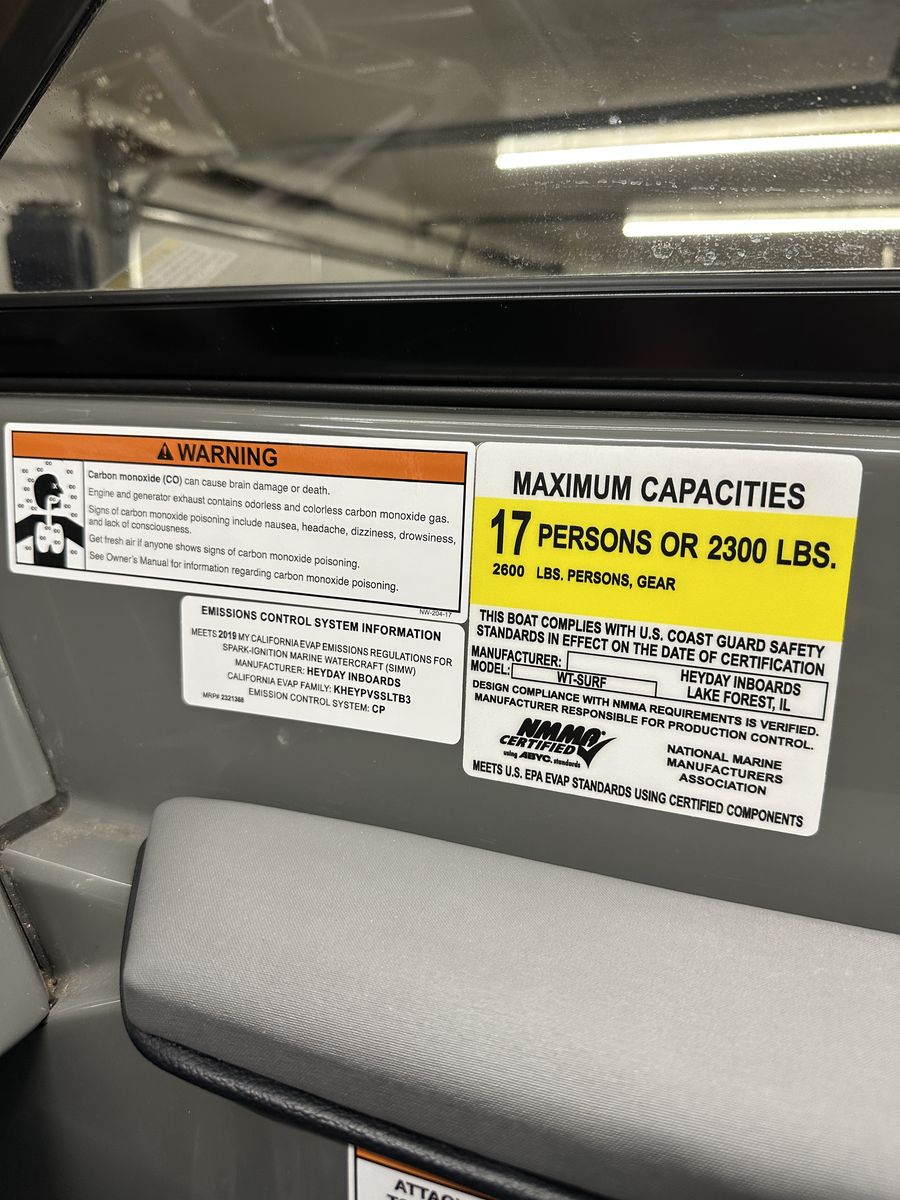 WARNING
Carbon monoxide (CO) can cause brain damage or death.
Engine and generator exhaust contains odorless and colorless carbon monoxide gas.
Signs of carbon monoxide poisoning include nausea, headache, dizziness, drowsiness,
and lack of consciousness.
Get fresh air if anyone shows signs of carbon monoxide poisoning.
See Owner's Manual for information regarding carbon monoxide poisoning.
NW-204-17
EMISSIONS CONTROL SYSTEM INFORMATION
MEETS 2019 MY CALIFORNIA EVAP EMISSIONS REGULATIONS FOR
SPARK-IGNITION MARINE WATERCRAFT (SIMW)
MANUFACTURER: HEYDAY INBOARDS
CALIFORNIA EVAP FAMILY: KHEYPVSSLTB3
EMISSION CONTROL SYSTEM: CP
MRP# 2321368
MAXIMUM CAPACITIES
17 PERSONS OR 2300 LBS.
2600 LBS. PERSONS, GEAR
THIS BOAT COMPLIES WITH U.S. COAST GUARD SAFETY
STANDARDS IN EFFECT ON THE DATE OF CERTIFICATION
MANUFACTURER: HEYDAY INBOARDS
MODEL: WT-SURF LAKE FOREST, IL
DESIGN COMPLIANCE WITH NMMA REQUIREMENTS IS VERIFIED.
MANUFACTURER RESPONSIBLE FOR PRODUCTION CONTROL.
NMMA
CERTIFIED
using ABYC. standards
NATIONAL MARINE
MANUFACTURERS
ASSOCIATION
MEETS U.S. EPA EVAP STANDARDS USING CERTIFIED COMPONENTS